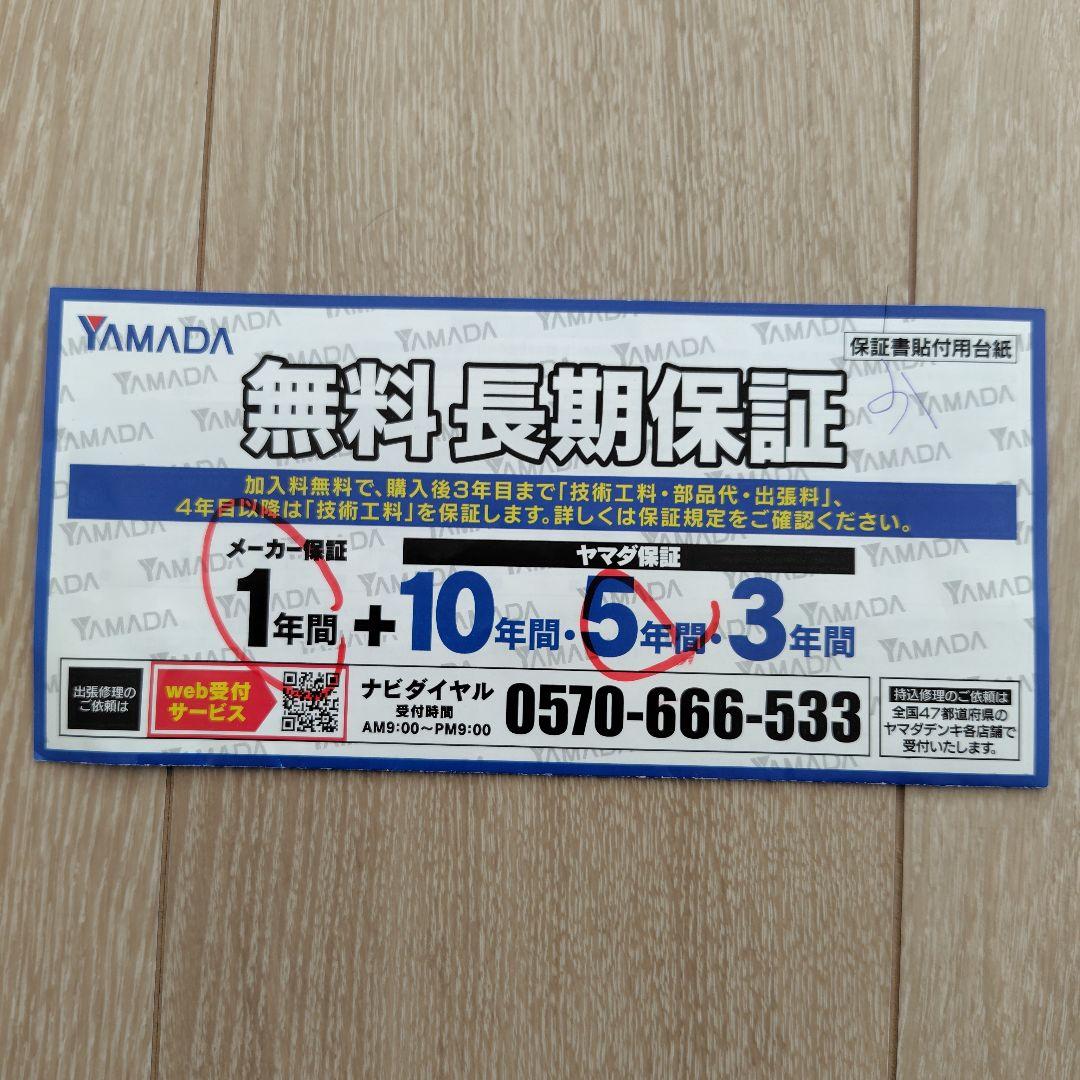 YAMADA
保証書貼付用台紙
無料長期保証
加入料無料で、購入後3年目まで「技術工料・部品代・出張料」、
4年目以降は「技術工料」を保証します。詳しくは保証規定をご確認ください。
メーカー保証
ヤマダ保証
1年間+10年間・5年間・3年間
出張修理の
ご依頼は
web受付
サービス
ナビダイヤル
受付時間
AM9:00〜PM9:00
0570-666-533
持込修理のご依頼は
全国47都道府県の
ヤマダデンキ各店舗で
受付いたします。